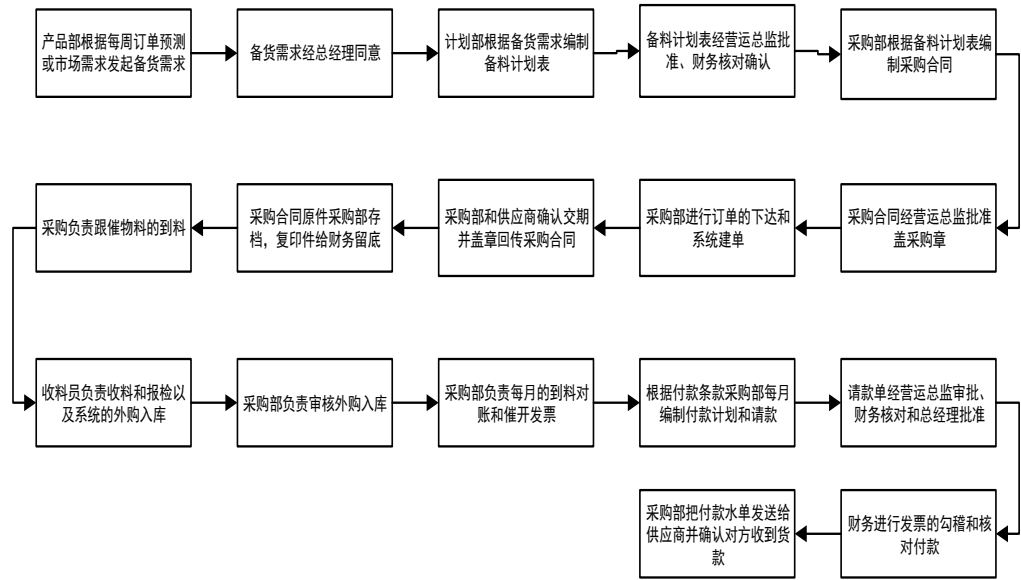 产品部根据每周订单预测
或市场需求发起备货需求
备货需求经总经理同意
计划部根据备货需求编制
备料计划表
备料计划表经营运总监批
准、财务核对确认
采购部根据备料计划表编
制采购合同
采购合同经营运总监批准
盖采购章
采购部进行订单的下达和
系统建单
采购部和供应商确认交期
并盖章回传采购合同
采购合同原件采购部存
档，复印件给财务留底
采购负责跟催物料的到料
收料员负责收料和报检以
及系统的外购入库
采购部负责审核外购入库
采购部负责每月的到料对
账和催开发票
根据付款条款采购部每月
编制付款计划和请款
请款单经营运总监审批、
财务核对和总经理批准
财务进行发票的勾稽和核
对付款
采购部把付款水单发送给
供应商并确认对方收到货
款